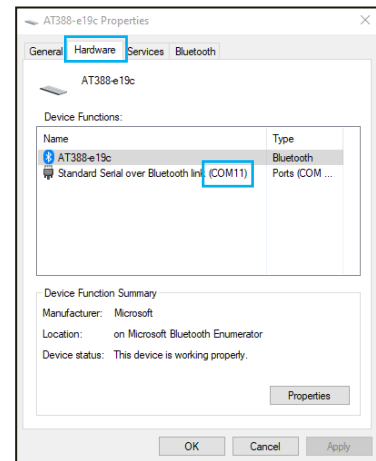 AT388-e19c Properties
General Hardware Services Bluetooth
AT388-e19c
Device Functions:
Name Type
AT388-e19c Bluetooth
Standard Serial over Bluetooth link (COM11) Ports (COM ...
Device Function Summary
Manufacturer: Microsoft
Location: on Microsoft Bluetooth Enumerator
Device status: This device is working properly.
Properties
OK Cancel Apply